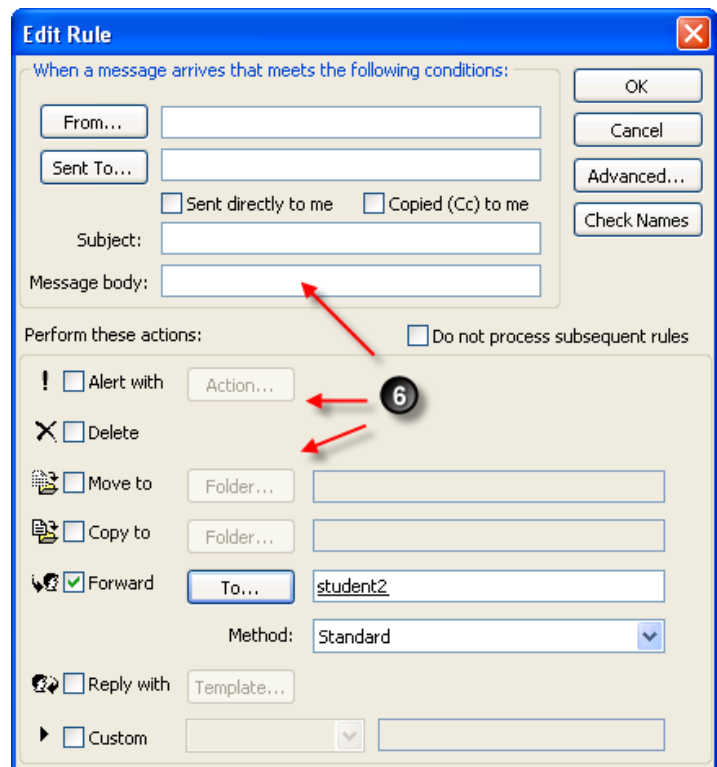 Edit Rule
When a message arrives that meets the following conditions:
OK
From...
Cancel
Sent To...
Advanced...
Sent directly to me Copied (Cc) to me
Check Names
Subject:
Message body:
Perform these actions: Do not process subsequent rules
! Alert with Action...
6
Delete
Move to Folder...
Copy to Folder...
Forward To... student2
Method: Standard
Reply with Template...
Custom